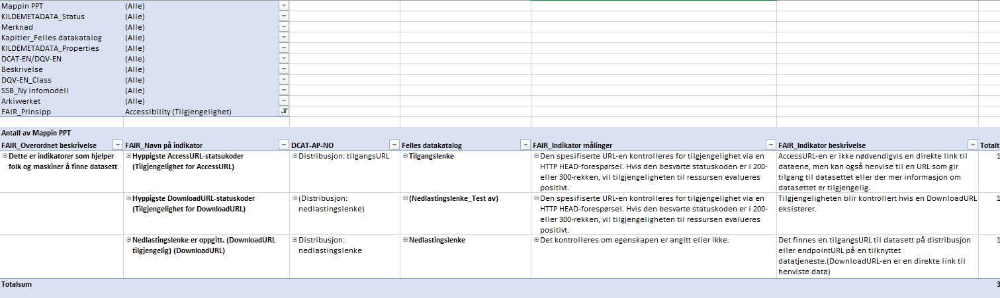 Mappin PPT (Alle)
KILDEMETADATA_Status (Alle)
Merknad (Alle)
Kapitler_Felles datakatalog (Alle)
KILDEMETADATA_Properties (Alle)
DCAT-EN/DQV-EN (Alle)
Beskrivelse (Alle)
DQV-EN_Class (Alle)
SSB_Ny infomodell (Alle)
Arkivverket (Alle)
FAIR_Prinsipp Accessibility (Tilgjengelighet)
Antall av Mappin PPT
FAIR_Overordnet beskrivelse FAIR_Navn på indikator DCAT-AP-NO Felles datakatalog FAIR_Indikator målinger FAIR_Indikator beskrivelse Totalt
Dette er indikatorer som hjelper
folk og maskiner å finne datasett
Hyppigste AccessURL-statsukoder
(Tilgjengelighet for AccessURL)
Distribusjon: tilgangsURL
Tilgangslenke
Den spesifiserte URL-en kontrolleres for tilgjengelighet via en
HTTP HEAD-forespørsel. Hvis den besvarte statuskoden er i 200-
eller 300-rekken, vil tilgjengeligheten til ressursen evalueres
positivt.
AccessURL-en er ikke nødvendigvis en direkte link til
dataene, men kan også henvise til en URL som gir
tilgang til datasettet eller der mer informasjon om
datasettet er tilgjengelig.
1
Hyppigste DownloadURL-statuskoder
(Tilgjengelighet for DownloadURL)
(Distribusjon:
nedlastingslenke)
(Nedlastingslenke_Test av)
Den spesifiserte URL-en kontrolleres for tilgjengelighet via en
HTTP HEAD-forespørsel. Hvis den besvarte statuskoden er i 200-
eller 300-rekken, vil tilgjengeligheten til ressursen evalueres
positivt.
Tilgjengeligheten blir kontrollert hvis en DownloadURL
eksisterer.
1
Nedlastingslenke er oppgitt. (DownloadURL
tilgjengelig) (DownloadURL)
Distribusjon:
nedlastingslenke
Nedlastingslenke
Det kontrolleres om egenskapen er angitt eller ikke.
Det finnes en tilgangsURL til datasett på distribusjon
eller endpointURL på en tilknyttet
datatjeneste.(DownloadURL-en er en direkte link til
henviste data)
1
Totalsum 3